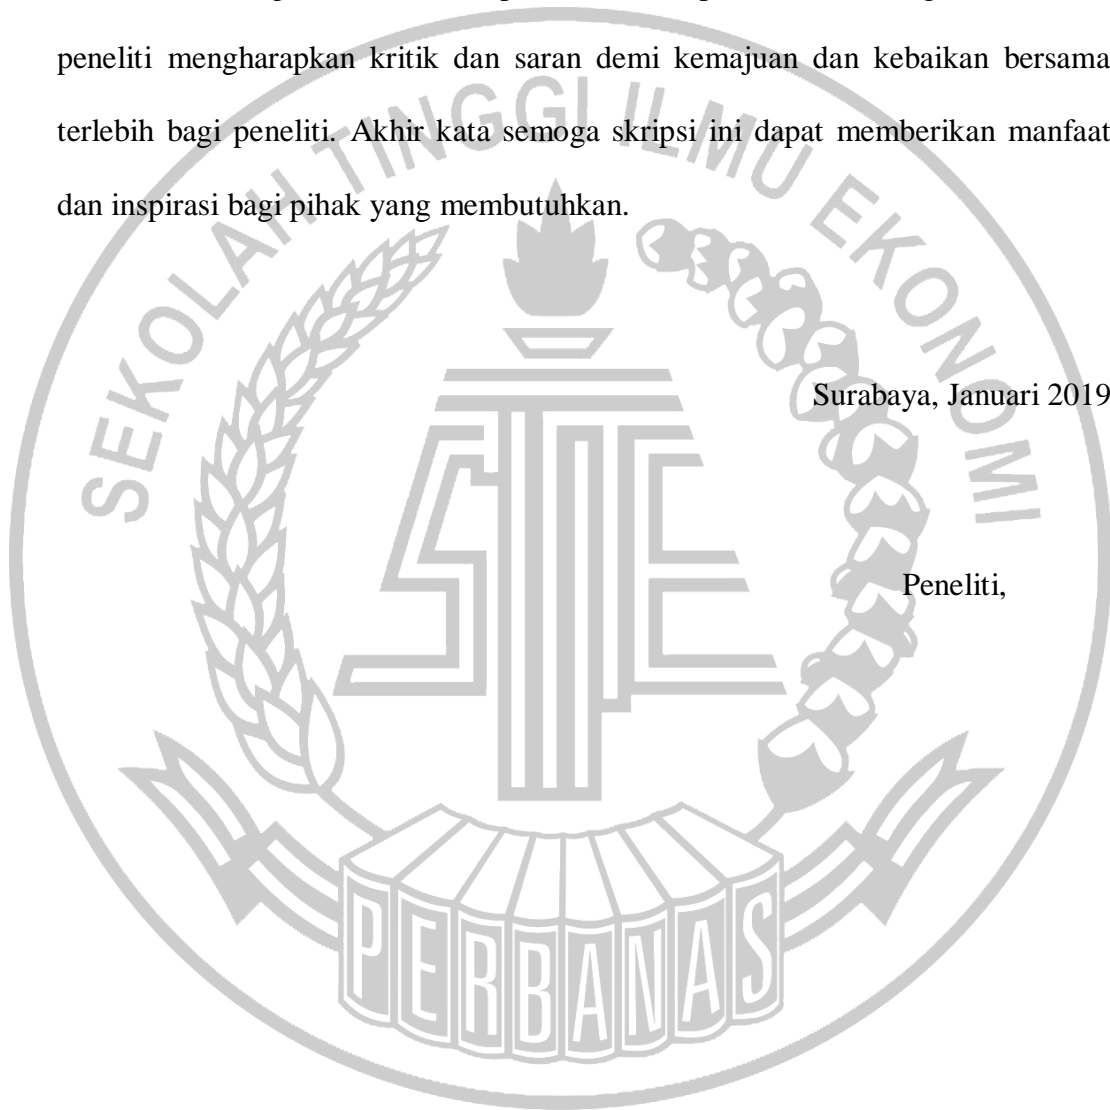 peneliti mengharapkan kritik dan saran demi kemajuan dan kebaikan bersama
terlebih bagi peneliti. Akhir kata semoga skripsi ini dapat memberikan manfaat
dan inspirasi bagi pihak yang membutuhkan.
SEKOLAH TINGGI ILMU EKONOMI
Surabaya, Januari 2019
STIE
Peneliti,
PERBANAS